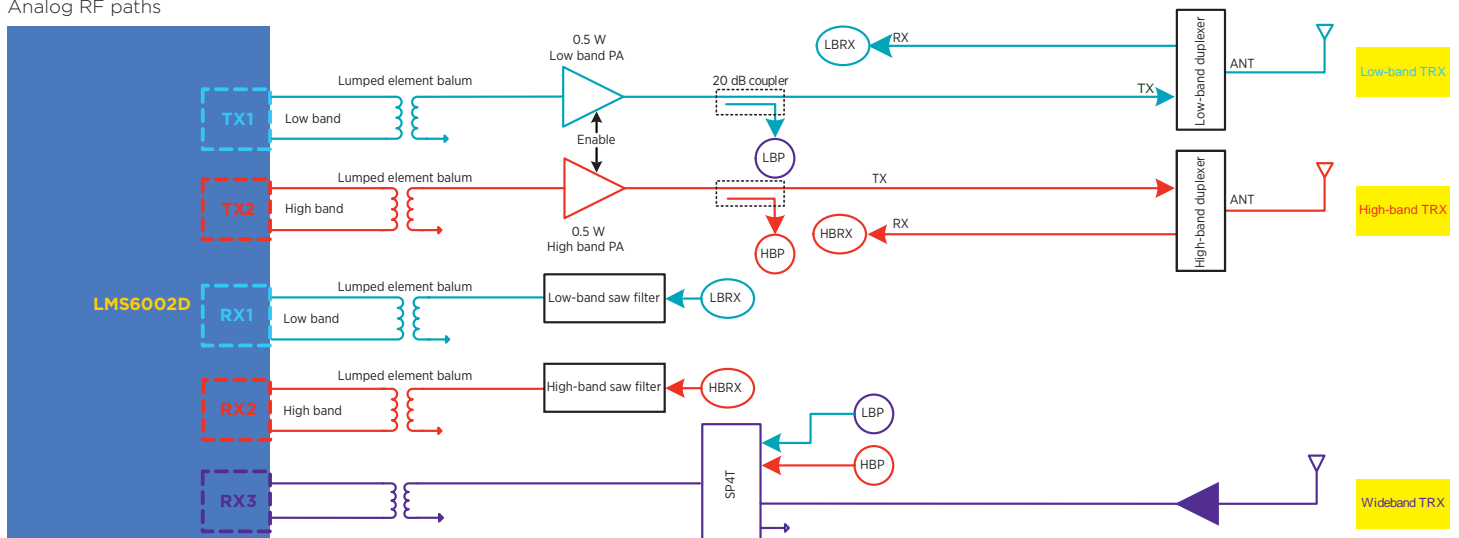 Analog RF paths
0.5 W
Low band PA
LBRX
RX
Low-band duplexer
ANT
Low-band TRX
Lumped element balum
20 dB coupler
TX1
Low band
TX
Enable
LBP
Lumped element balum
TX2
High band
TX
High-band duplexer
ANT
High-band TRX
0.5 W
High band PA
HBP
HBRX
RX
LMS6002D
Lumped element balum
RX1
Low band
Low-band saw filter
LBRX
Lumped element balum
RX2
High band
High-band saw filter
HBRX
LBP
HBP
RX3
SP4T
Wideband TRX